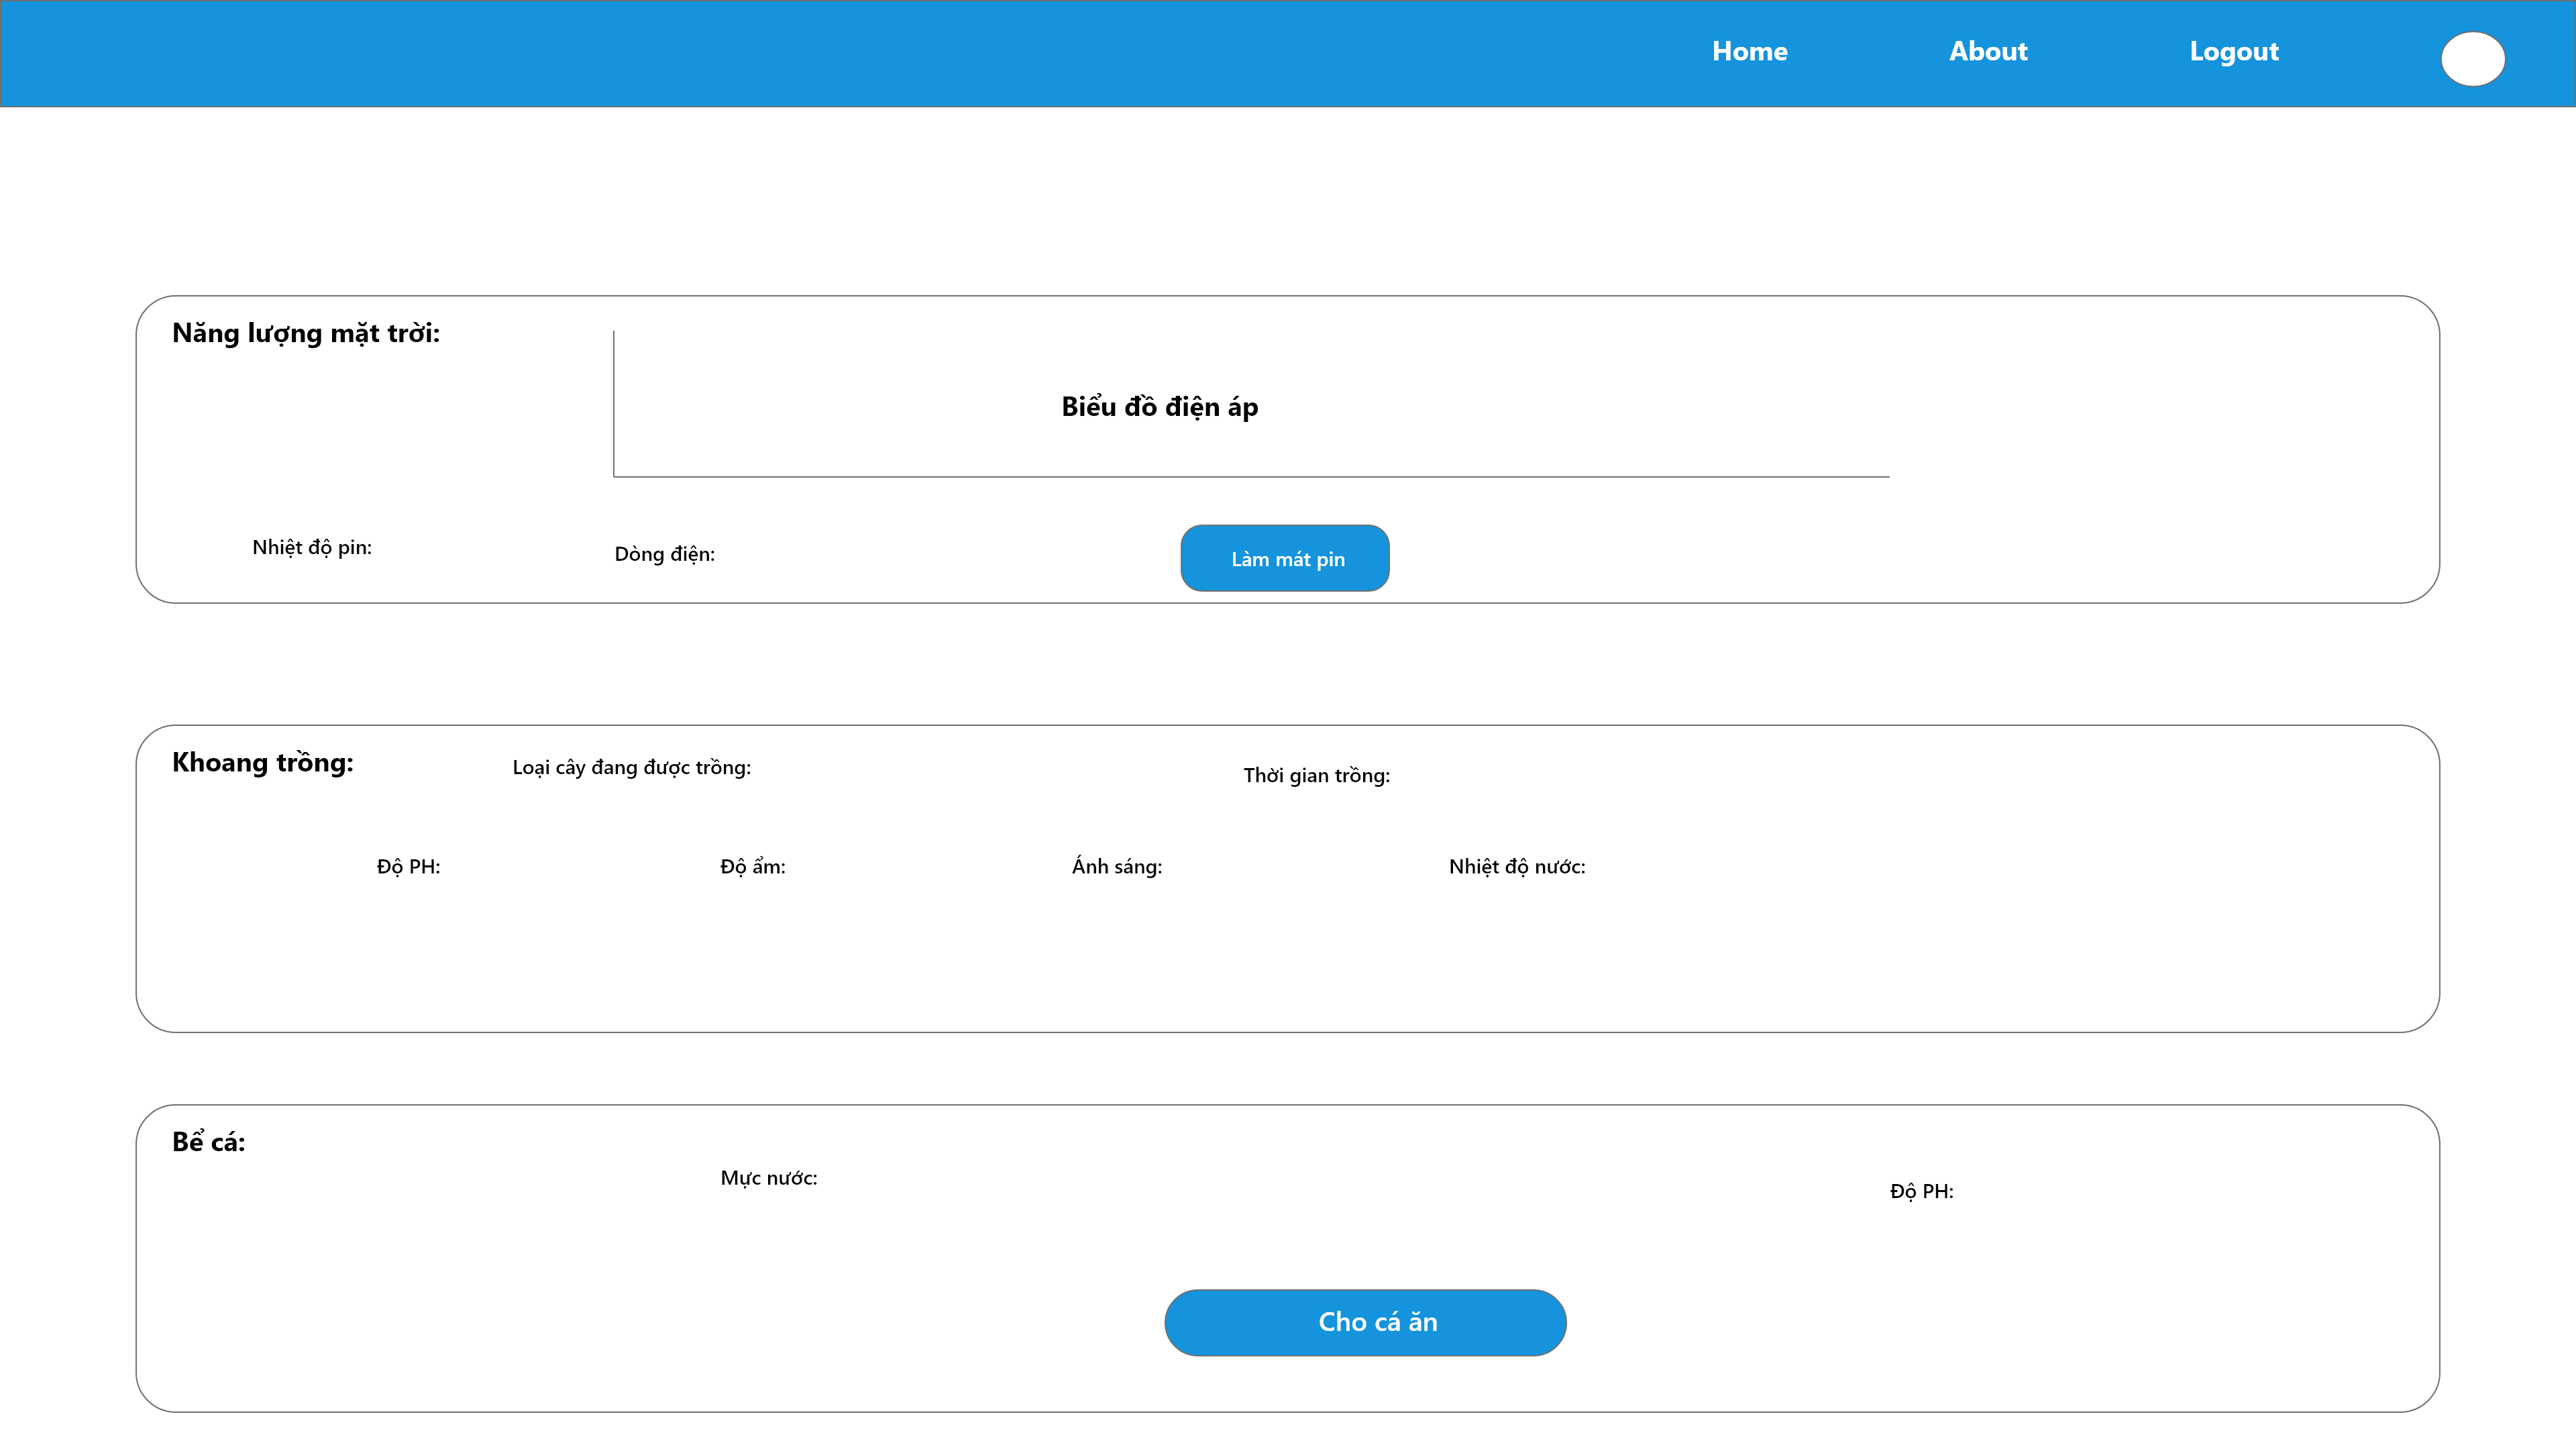 Home
About
Logout
Năng lượng mặt trời:
Biểu đồ điện áp
Nhiệt độ pin:
Dòng điện:
Làm mát pin
Khoang trồng:
Loại cây đang được trồng:
Thời gian trồng:
Độ PH:
Độ ẩm:
Ánh sáng:
Nhiệt độ nước:
Bể cá:
Mực nước:
Độ PH:
Cho cá ăn